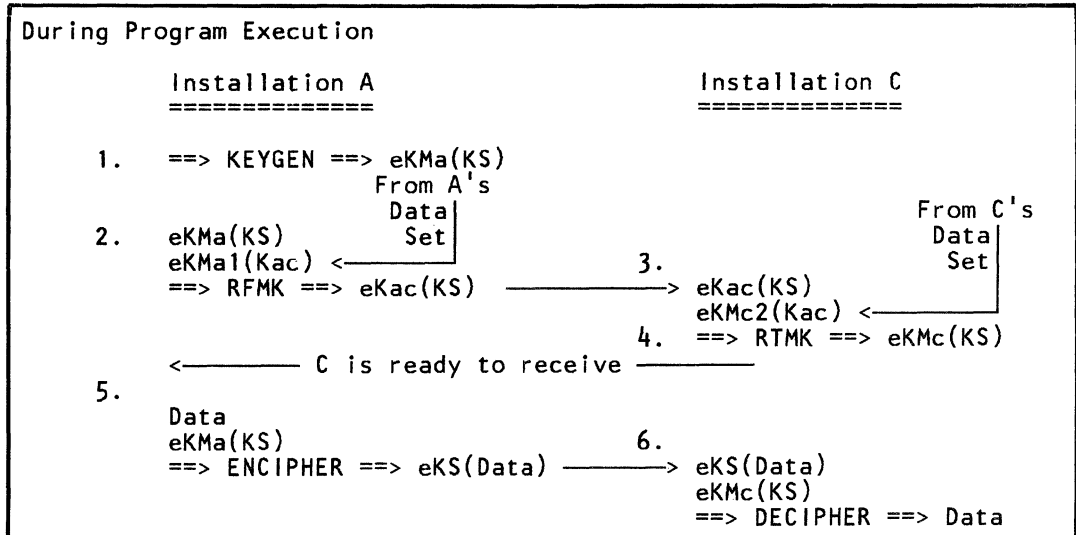 During Program Execution
Installation A Installation C
============== ==============
1. ==> KEYGEN ==> eKMa(KS)
From A's
Data From C's
2. eKMa(KS) Set Data
eKMa1(Kac) < 3. Set
==> RFMK ==> eKac(KS) > eKac(KS)
eKMc2(Kac) <
4. ==> RTMK ==> eKMc(KS)
< C is ready to receive
5.
Data
eKMa(KS) 6.
==> ENCIPHER ==> eKS(Data) > eKS(Data)
eKMc(KS)
==> DECIPHER ==> Data